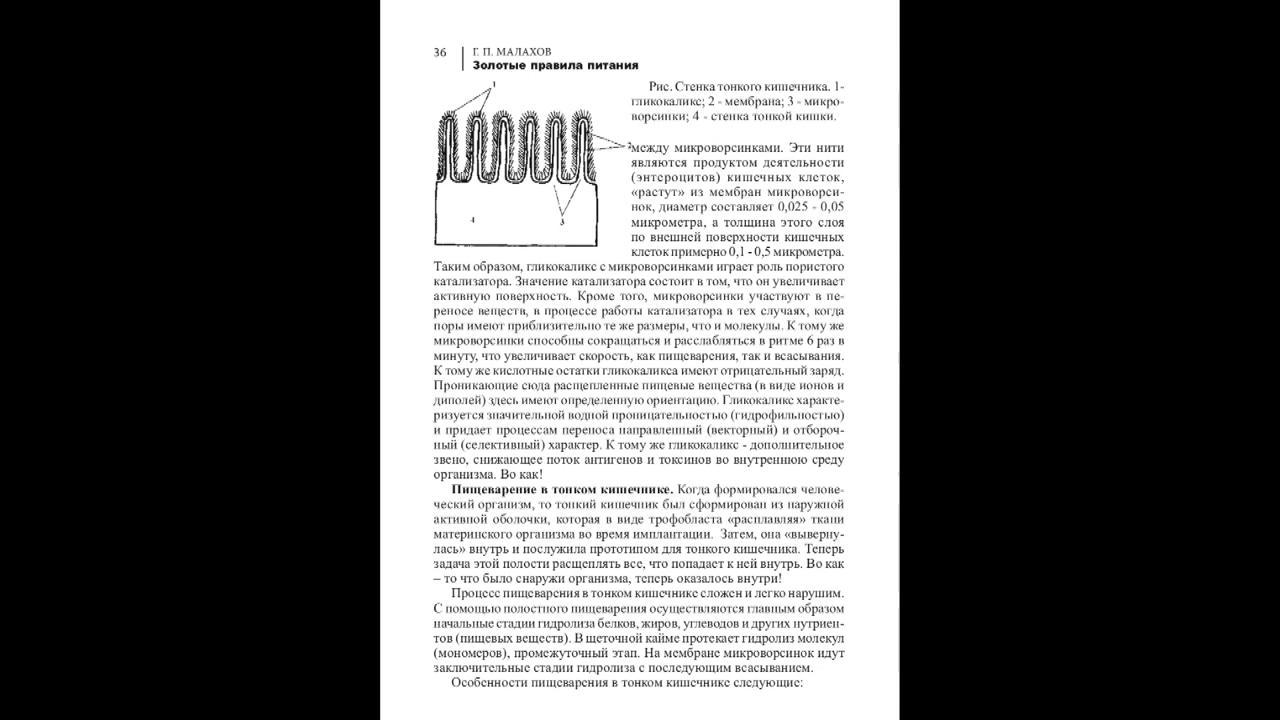 36
Г. П. МАЛАХОВ
Золотые правила питания
1
2
4
3
Рис. Стенка тонкого кишечника. 1-
гликокаликс; 2 - мембрана; 3 - микро-
ворсинки; 4 - стенка тонкой кишки.
между микроворсинками. Эти нити
являются продуктом деятельности
(энтероцитов) кишечных клеток,
«растут» из мембран микроворси-
нок, диаметр составляет 0,025 - 0,05
микрометра, а толщина этого слоя
по внешней поверхности кишечных
клеток примерно 0,1 - 0,5 микрометра.
Таким образом, гликокаликс с микроворсинками играет роль пористого
катализатора. Значение катализатора состоит в том, что он увеличивает
активную поверхность. Кроме того, микроворсинки участвуют в пе-
реносе веществ, в процессе работы катализатора в тех случаях, когда
поры имеют приблизительно те же размеры, что и молекулы. К тому же
микроворсинки способны сокращаться и расслабляться в ритме 6 раз в
минуту, что увеличивает скорость, как пищеварения, так и всасывания.
К тому же кислотные остатки гликокаликса имеют отрицательный заряд.
Проникающие сюда расщепленные пищевые вещества (в виде ионов и
диполей) здесь имеют определенную ориентацию. Гликокаликс характе-
ризуется значительной водной проницательностью (гидрофильностью)
и придает процессам переноса направленный (векторный) и отбороч-
ный (селективный) характер. К тому же гликокаликс - дополнительное
звено, снижающее поток антигенов и токсинов во внутреннюю среду
организма. Во как!
Пищеварение в тонком кишечнике. Когда формировался челове-
ческий организм, то тонкий кишечник был сформирован из наружной
активной оболочки, которая в виде трофобласта «расплавляя» ткани
материнского организма во время имплантации. Затем, она «выверну-
лась» внутрь и послужила прототипом для тонкого кишечника. Теперь
задача этой полости расщеплять все, что попадает к ней внутрь. Во как
– то что было снаружи организма, теперь оказалось внутри!
Процесс пищеварения в тонком кишечнике сложен и легко нарушим.
С помощью полостного пищеварения осуществляются главным образом
начальные стадии гидролиза белков, жиров, углеводов и других нутриен-
тов (пищевых веществ). В щеточной кайме протекает гидролиз молекул
(мономеров), промежуточный этап. На мембране микроворсинок идут
заключительные стадии гидролиза с последующим всасыванием.
Особенности пищеварения в тонком кишечнике следующие: